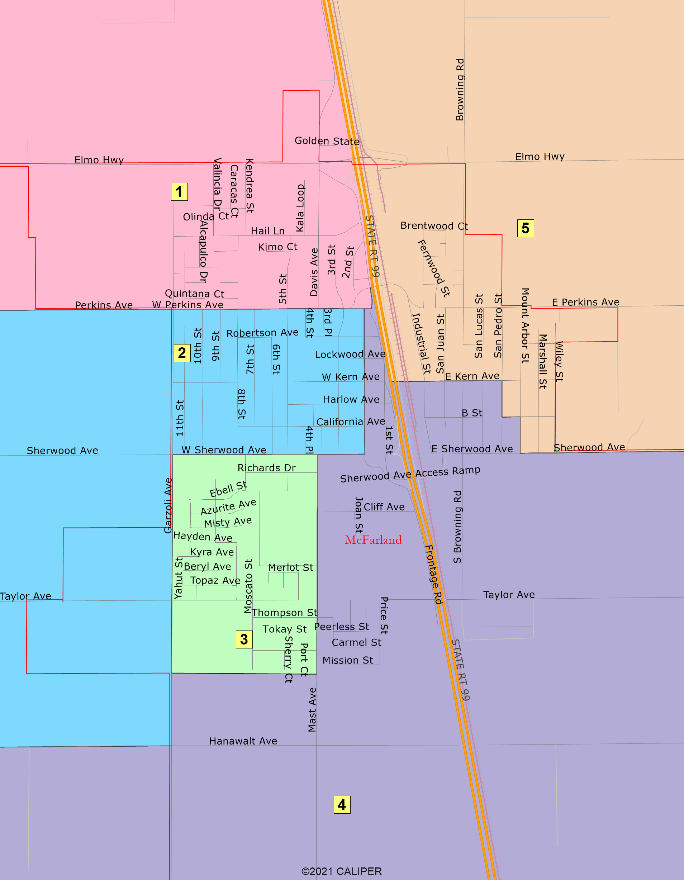 Browning Rd
Golden State
Elmo Hwy
Elmo Hwy
1
Valincia Dr
Caracas Ct
Kendrea St
Kala Loop
Olinda Ct
Alcapulco Dr
Hail Ln
Kimo Ct
Davis Ave
3rd St
2nd St
STATE RT 99
Brentwood Ct
5
Fernwood St
Quintana Ct
5th St
Perkins Ave
W Perkins Ave
E Perkins Ave
4th St
3rd Pl
Industrial St
San Juan St
San Lucas St
San Pedro St
Mount Arbor St
Marshall St
Wiley St
2
10th St
9th St
Robertson Ave
7th St
6th St
Lockwood Ave
W Kern Ave
E Kern Ave
8th St
Harlow Ave
11th St
B St
California Ave
4th Pl
1st St
Sherwood Ave
W Sherwood Ave
E Sherwood Ave
Sherwood Ave
Richards Dr
Sherwood Ave Access Ramp
Garzoli Ave
Ebell St
Azurite Ave
Joan St
Cliff Ave
S Browning Rd
Misty Ave
Hayden Ave
McFarland
Kyra Ave
Yahut St
Beryl Ave
Moscato St
Merlot St
Topaz Ave
Frontage Rd
Taylor Ave
Taylor Ave
Thompson St
Price St
Tokay St
Peerless St
3
Sherry Ct
Port Ct
Carmel St
Mission St
STATE RT 99
Mast Ave
Hanawalt Ave
4
©2021 CALIPER